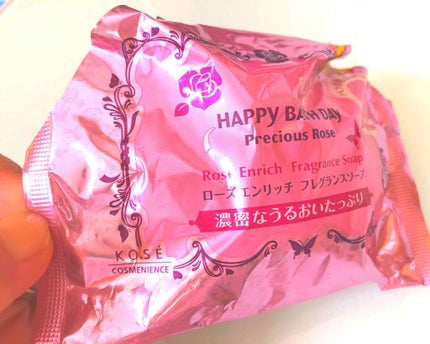 HAPPY BATH DAY
Precious Rose
Rose Enrich Fragrance Soap
ローズ エンリッチ フレグランスソープ
濃密なうるおいたっぷり
KOSÉ
COSMENIENCE